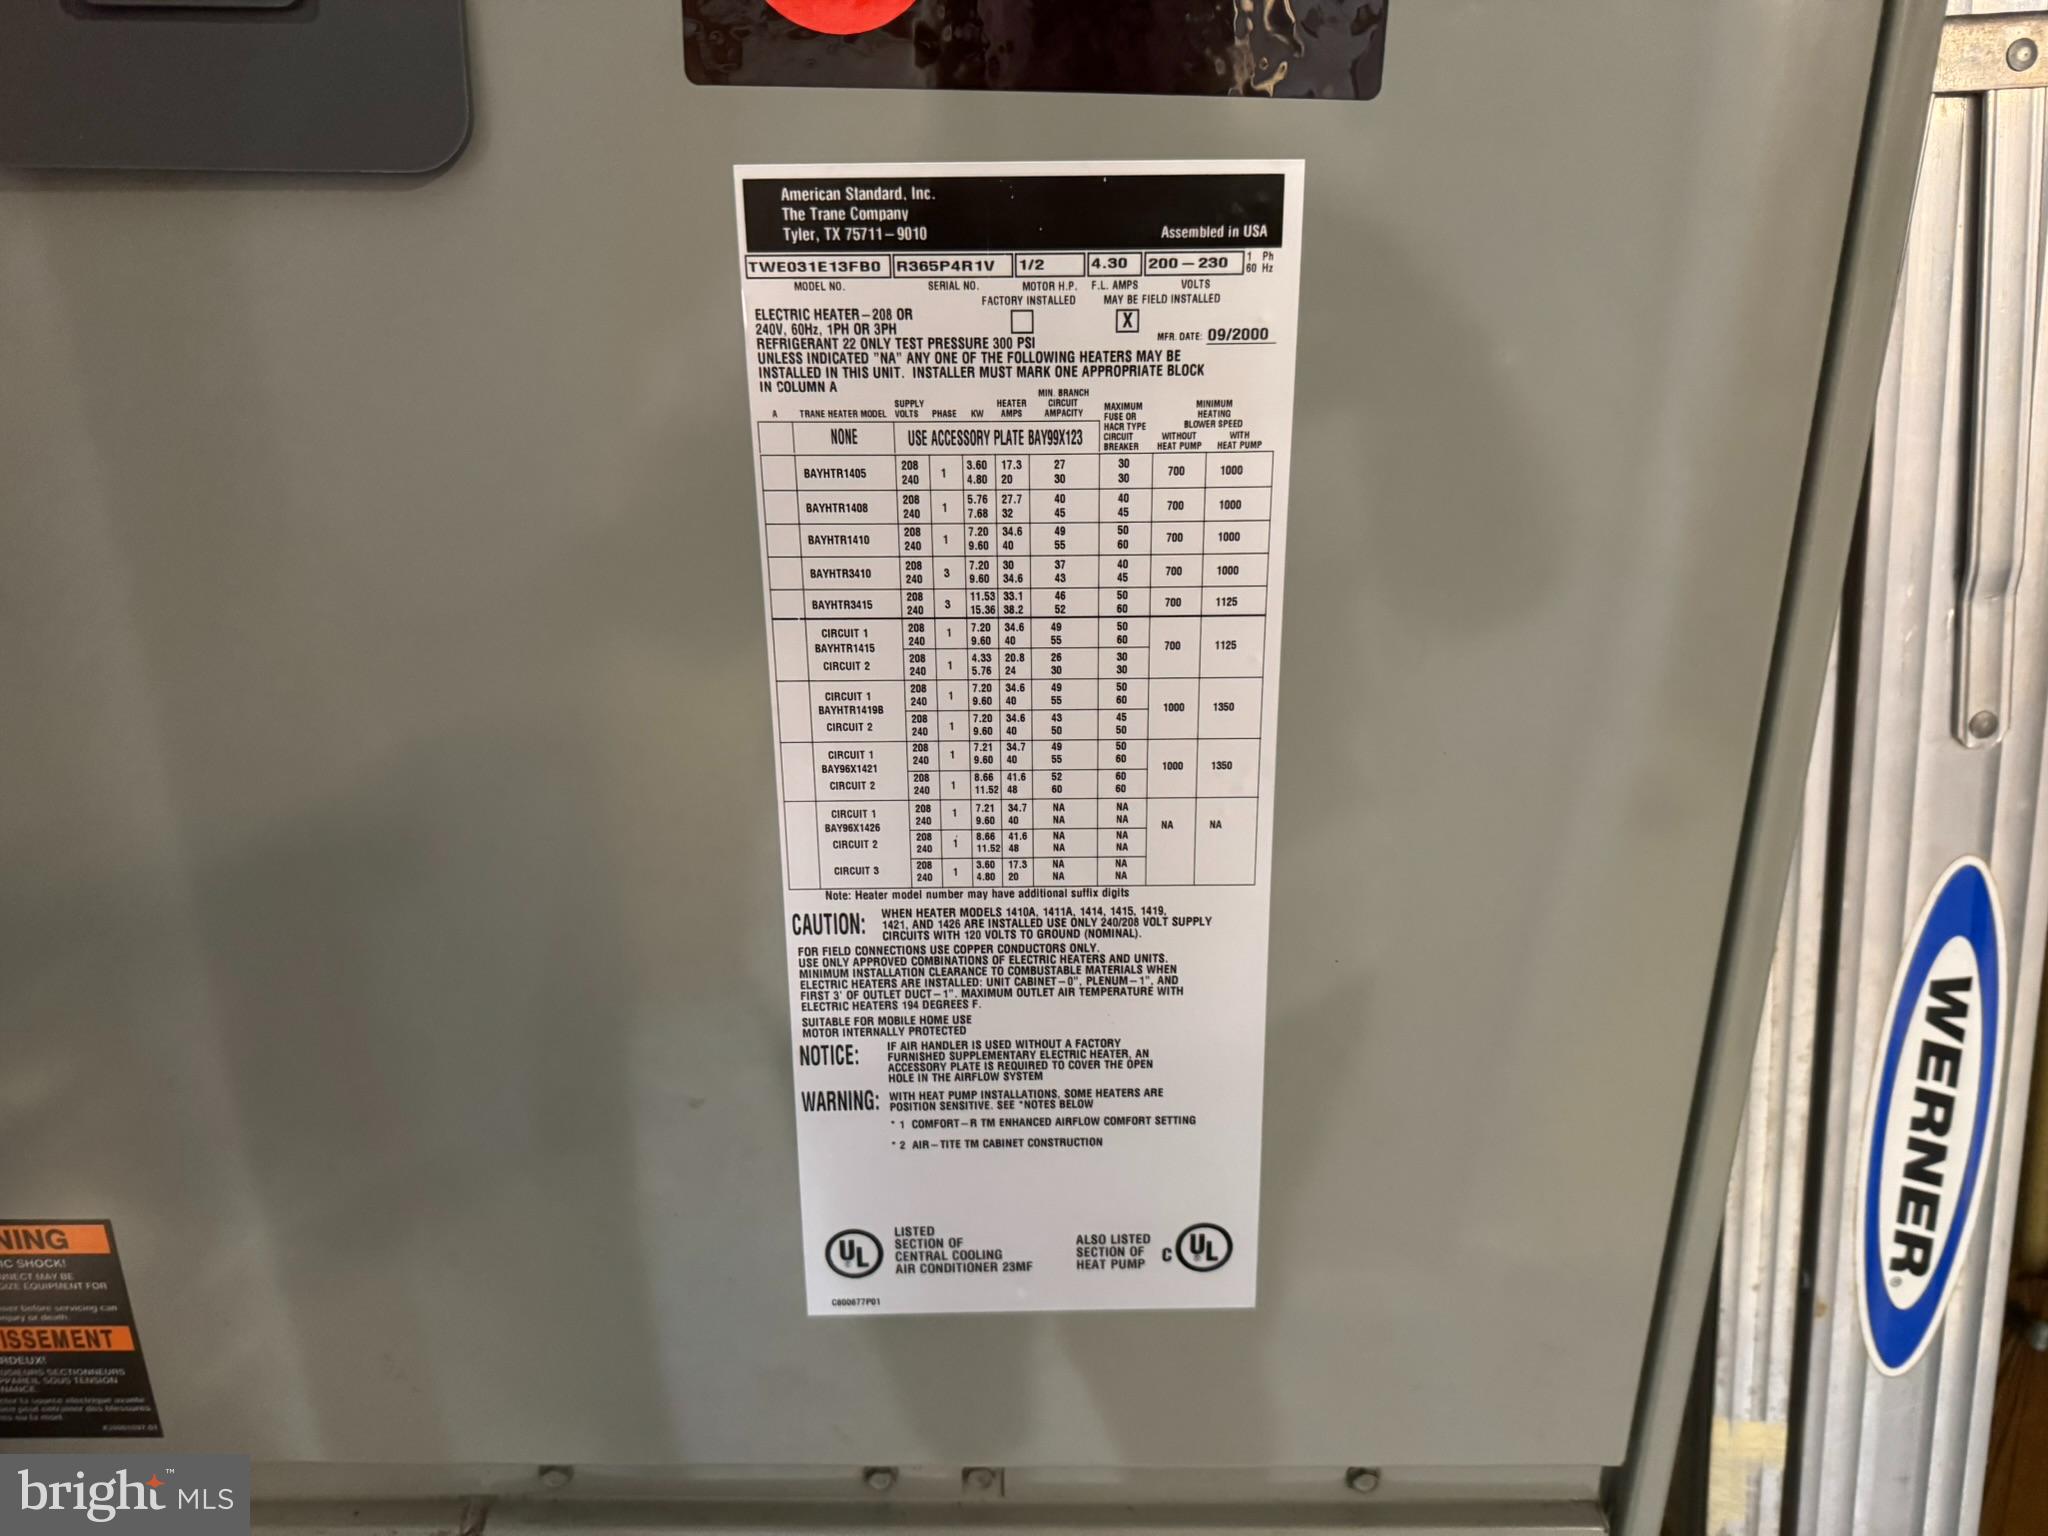 American Standard, Inc.
The Trane Company
Tyler, TX 75711-9010
Assembled in USA
TWE031E13FB0 R365P4R1V 1/2 4.30 200-230 1 Ph
60 Hz
MODEL NO. SERIAL NO. MOTOR H.P. F.L. AMPS VOLTS
FACTORY INSTALLED MAY BE FIELD INSTALLED
ELECTRIC HEATER-208 OR
240V, 60Hz, 1PH OR 3PH X
MFR. DATE: 09/2000
REFRIGERANT 22 ONLY TEST PRESSURE 300 PSI
UNLESS INDICATED "NA" ANY ONE OF THE FOLLOWING HEATERS MAY BE
INSTALLED IN THIS UNIT. INSTALLER MUST MARK ONE APPROPRIATE BLOCK
IN COLUMN A
A TRANE HEATER MODEL SUPPLY VOLTS PHASE KW HEATER AMPS MIN. BRANCH CIRCUIT AMPACITY MAXIMUM FUSE OR HACR TYPE CIRCUIT BREAKER MINIMUM HEATING BLOWER SPEED
WITHOUT HEAT PUMP WITH HEAT PUMP
NONE USE ACCESSORY PLATE BAY99X123
BAYHTR1405 208 1 3.60 17.3 27 30 700 1000
240 4.80 20 30 30
BAYHTR1408 208 1 5.76 27.7 40 40 700 1000
240 7.68 32 45 45
BAYHTR1410 208 1 7.20 34.6 49 50 700 1000
240 9.60 40 55 60
BAYHTR3410 208 3 7.20 30 37 40 700 1000
240 9.60 34.6 43 45
BAYHTR3415 208 3 11.53 33.1 46 50 700 1125
240 15.36 38.2 52 60
CIRCUIT 1 208 1 7.20 34.6 49 50
BAYHTR1415 240 9.60 40 55 60 700 1125
CIRCUIT 2 208 1 4.33 20.8 26 30
240 5.76 24 30 30
CIRCUIT 1 208 1 7.20 34.6 49 50
BAYHTR1419B 240 9.60 40 55 60 1000 1350
CIRCUIT 2 208 1 7.20 34.6 43 45
240 9.60 40 50 50
CIRCUIT 1 208 1 7.21 34.7 49 50
BAY96X1421 240 9.60 40 55 60 1000 1350
CIRCUIT 2 208 1 8.66 41.6 52 60
240 11.52 48 60 60
CIRCUIT 1 208 1 7.21 34.7 NA NA
BAY96X1426 240 9.60 40 NA NA NA NA
CIRCUIT 2 208 1 8.66 41.6 NA NA
240 11.52 48 NA NA
CIRCUIT 3 208 1 3.60 17.3 NA NA
240 4.80 20 NA NA
Note: Heater model number may have additional suffix digits
CAUTION: WHEN HEATER MODELS 1410A, 1411A, 1414, 1415, 1419,
1421, AND 1426 ARE INSTALLED USE ONLY 240/208 VOLT SUPPLY
CIRCUITS WITH 120 VOLTS TO GROUND (NOMINAL).
FOR FIELD CONNECTIONS USE COPPER CONDUCTORS ONLY.
USE ONLY APPROVED COMBINATIONS OF ELECTRIC HEATERS AND UNITS.
MINIMUM INSTALLATION CLEARANCE TO COMBUSTABLE MATERIALS WHEN
ELECTRIC HEATERS ARE INSTALLED: UNIT CABINET-0", PLENUM-1", AND
FIRST 3' OF OUTLET DUCT-1". MAXIMUM OUTLET AIR TEMPERATURE WITH
ELECTRIC HEATERS 194 DEGREES F.
SUITABLE FOR MOBILE HOME USE
MOTOR INTERNALLY PROTECTED
NOTICE: IF AIR HANDLER IS USED WITHOUT A FACTORY
FURNISHED SUPPLEMENTARY ELECTRIC HEATER, AN
ACCESSORY PLATE IS REQUIRED TO COVER THE OPEN
HOLE IN THE AIRFLOW SYSTEM
WARNING: WITH HEAT PUMP INSTALLATIONS, SOME HEATERS ARE
POSITION SENSITIVE. SEE *NOTES BELOW
* 1 COMFORT-R TM ENHANCED AIRFLOW COMFORT SETTING
* 2 AIR-TITE TM CABINET CONSTRUCTION
UL LISTED
SECTION OF
CENTRAL COOLING
AIR CONDITIONER 23MF
ALSO LISTED
SECTION OF
HEAT PUMP
C UL
C800677P01
WERNER®
NING
IC SHOCK!
NNECT MAY BE
EQUIPMENT FOR
before servicing can
injury or death.
ISSEMENT
RDEUX!
SECTIONNEURS
SOUS TENSION
bright™ MLS